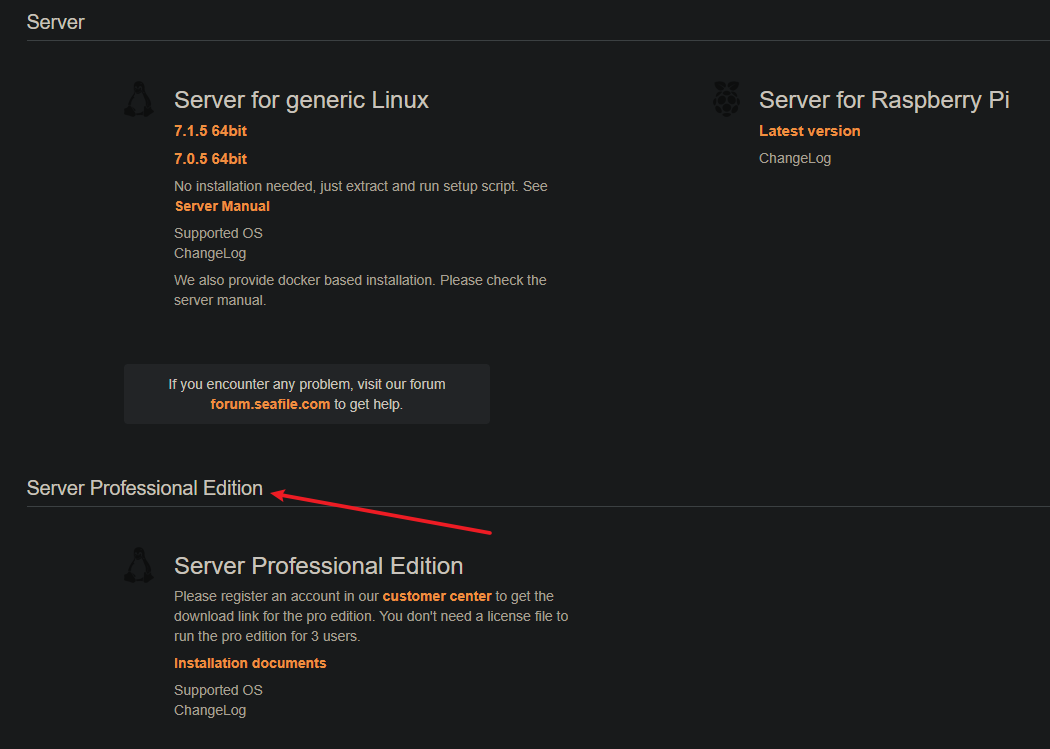 Server
Server for generic Linux
7.1.5 64bit
7.0.5 64bit
No installation needed, just extract and run setup script. See
Server Manual
Supported OS
ChangeLog
We also provide docker based installation. Please check the
server manual.
Server for Raspberry Pi
Latest version
ChangeLog
If you encounter any problem, visit our forum
forum.seafile.com to get help.
Server Professional Edition
Server Professional Edition
Please register an account in our customer center to get the
download link for the pro edition. You don't need a license file to
run the pro edition for 3 users.
Installation documents
Supported OS
ChangeLog